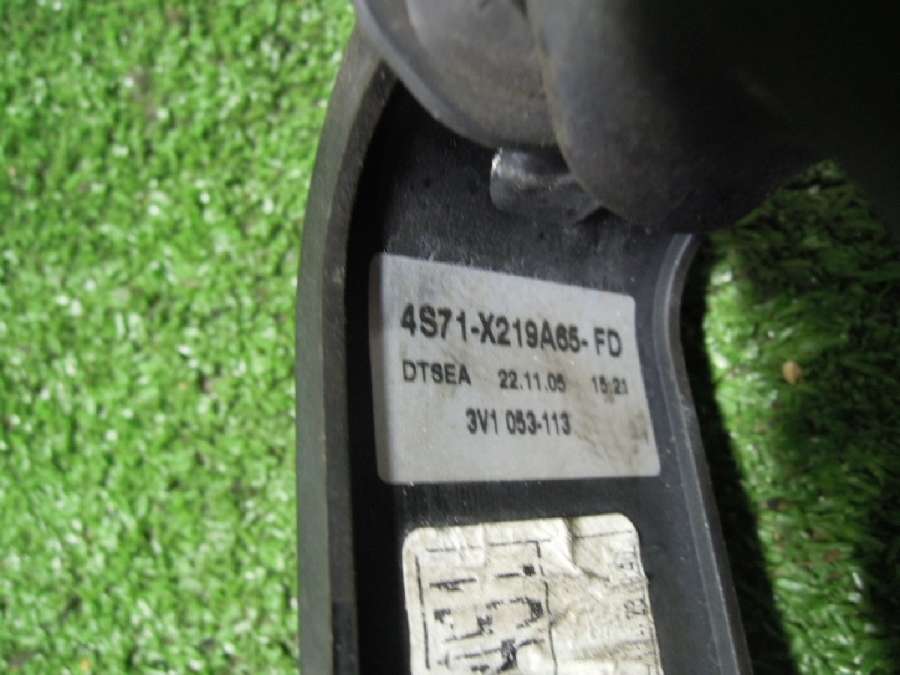 4S71-X219A65-FD
DTSEA 22.11.05 15:21
3V1 053-113